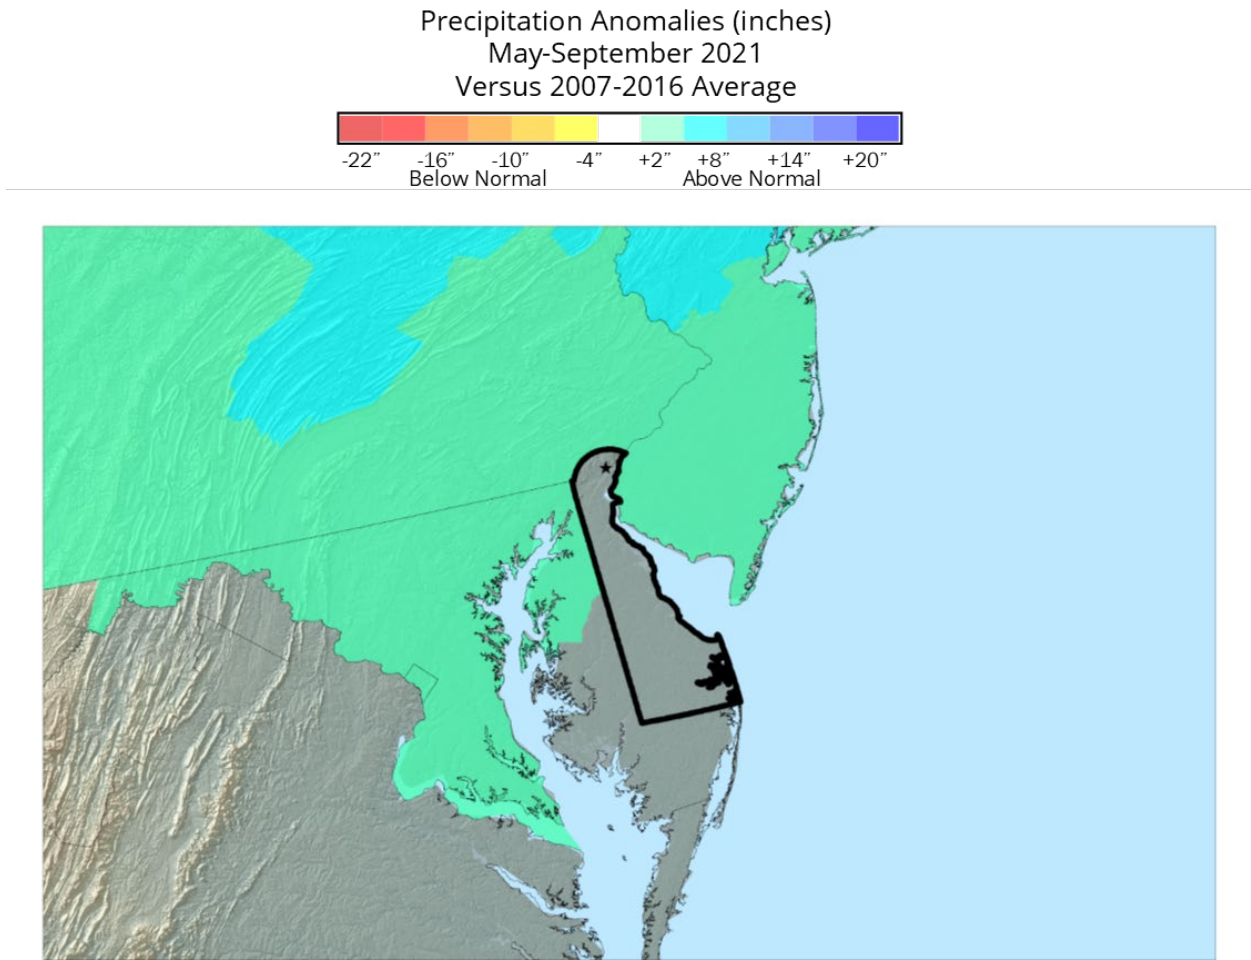 Precipitation Anomalies (inches)
May-September 2021
Versus 2007-2016 Average
-22” -16” -10” -4” +2” +8” +14” +20”
Below Normal Above Normal